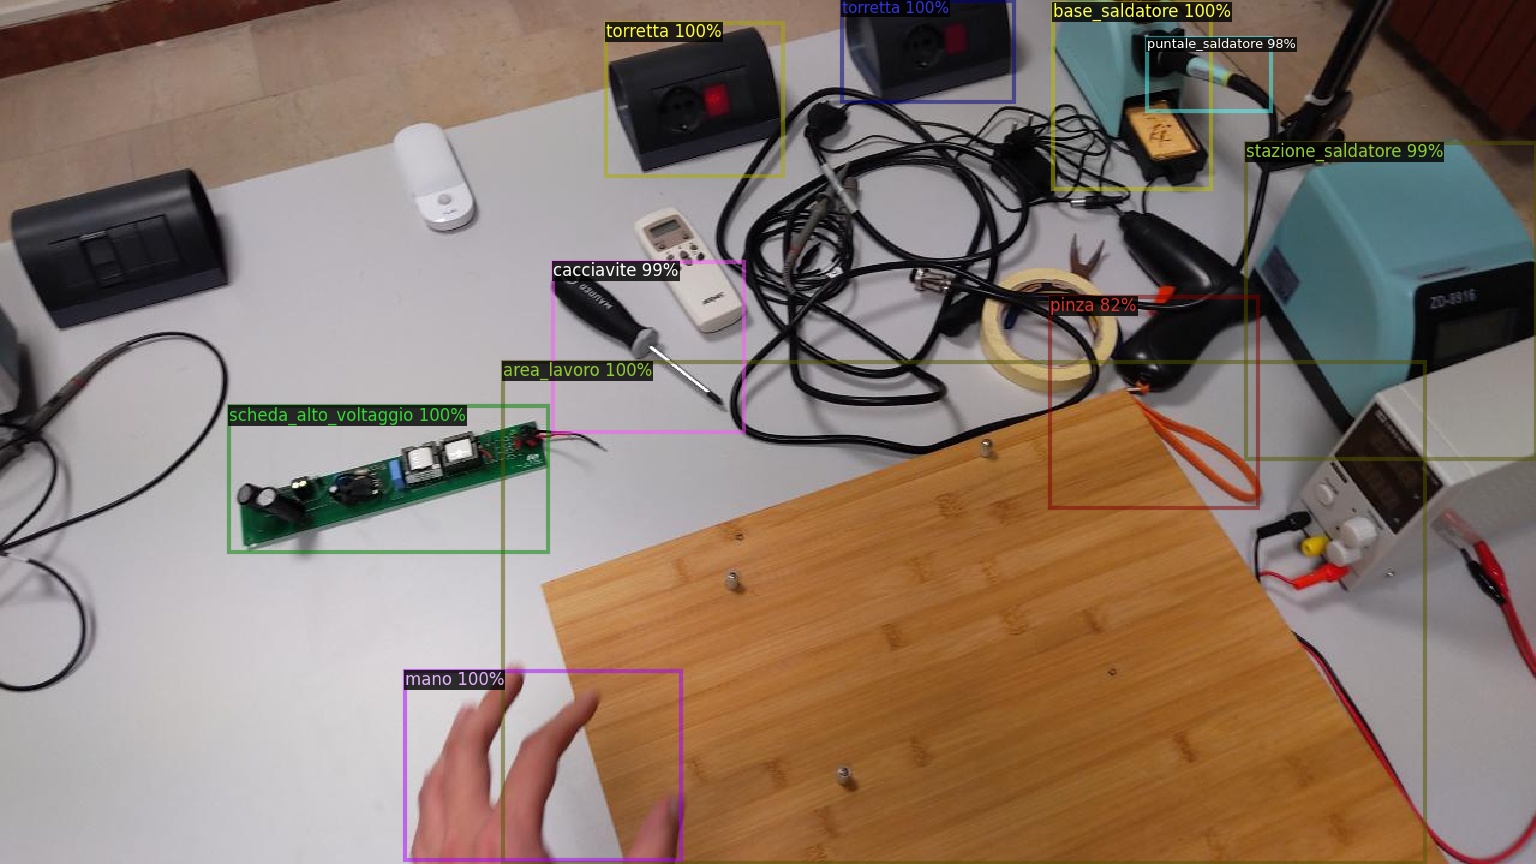 torretta 100%
torretta 100%
base_saldatore 100%
puntale_saldatore 98%
stazione_saldatore 99%
cacciavite 99%
pinza 82%
ZD-8916
area_lavoro 100%
scheda_alto_voltaggio 100%
mano 100%